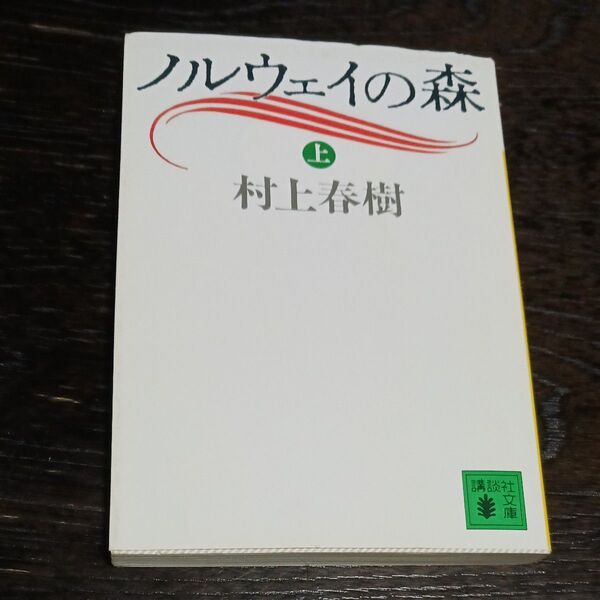 ノルウェイの森
上
村上春樹
講談社
文庫